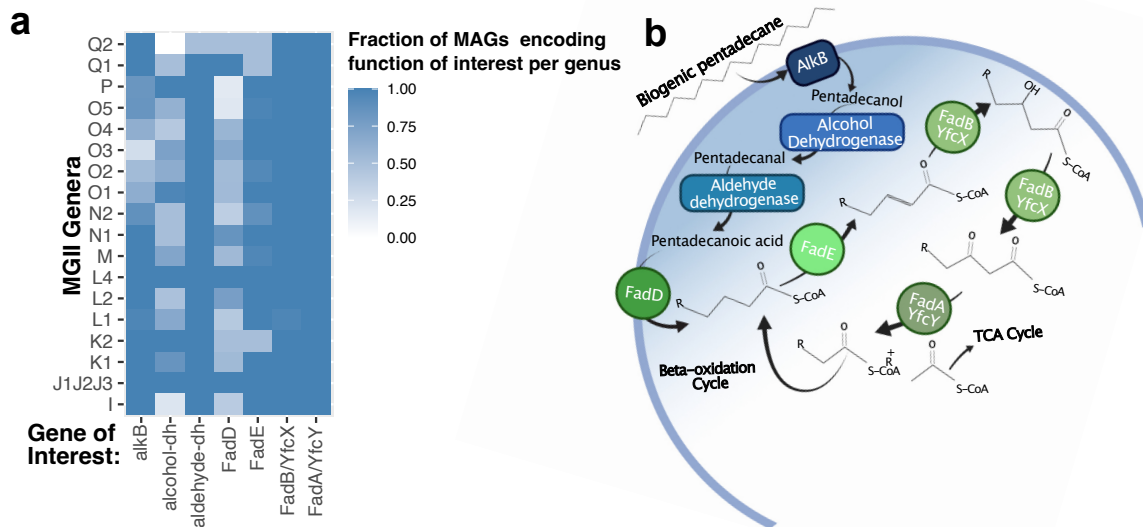 a
Q2
Q1
P
O5
O4
O3
O2
O1
N2
N1
M
L4
L2
L1
K2
K1
J1J2J3
I
MGII Genera
Gene of
Interest:
alkB
alcohol-dh
aldehyde-dh
FadD
FadE
FadB/YfcX
FadA/YfcY
Fraction of MAGs encoding
function of interest per genus
1.00
0.75
0.50
0.25
0.00
b
Biogenic pentadecane
AlkB
Pentadecanol
Alcohol
Dehydrogenase
Pentadecanal
Aldehyde
dehydrogenase
Pentadecanoic acid
FadD
R
O
S-CoA
FadE
R
O
S-CoA
FadB
YfcX
R
OH
O
S-CoA
FadB
YfcX
R
O
O
S-CoA
FadA
YfcY
R
O
S-CoA
+
R
O
S-CoA
TCA Cycle
Beta-oxidation
Cycle